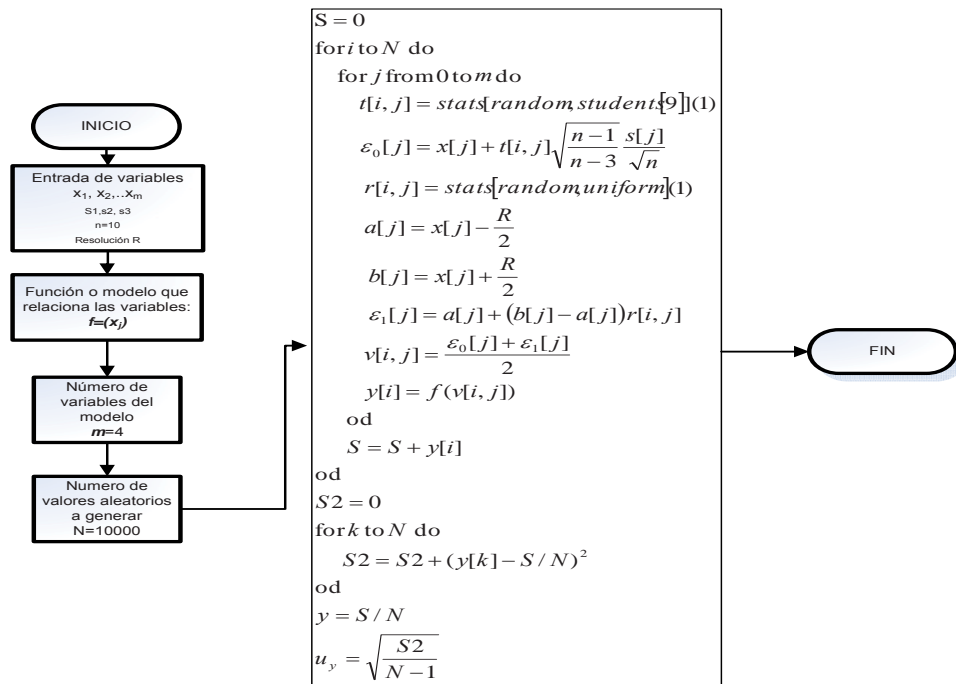 INICIO
Entrada de variables
x₁, x₂,..xₘ
S1,s2, s3
n=10
Resolución R
Función o modelo que
relaciona las variables:
f=(xⱼ)
Número de
variables del
modelo
m=4
Numero de
valores aleatorios
a generar
N=10000
S = 0
for i to N do
for j from 0 to m do
t[i, j] = stats[random, students[9]](1)
ε₀[j] = x[j] + t[i, j] √((n−1)/(n−3)) s[j]/√n
r[i, j] = stats[random, uniform](1)
a[j] = x[j] − R/2
b[j] = x[j] + R/2
ε₁[j] = a[j] + (b[j] − a[j])r[i, j]
v[i, j] = (ε₀[j] + ε₁[j])/2
y[i] = f(v[i, j])
od
S = S + y[i]
od
S2 = 0
for k to N do
S2 = S2 + (y[k] − S/N)²
od
y = S/N
u_y = √(S2/(N−1))
FIN